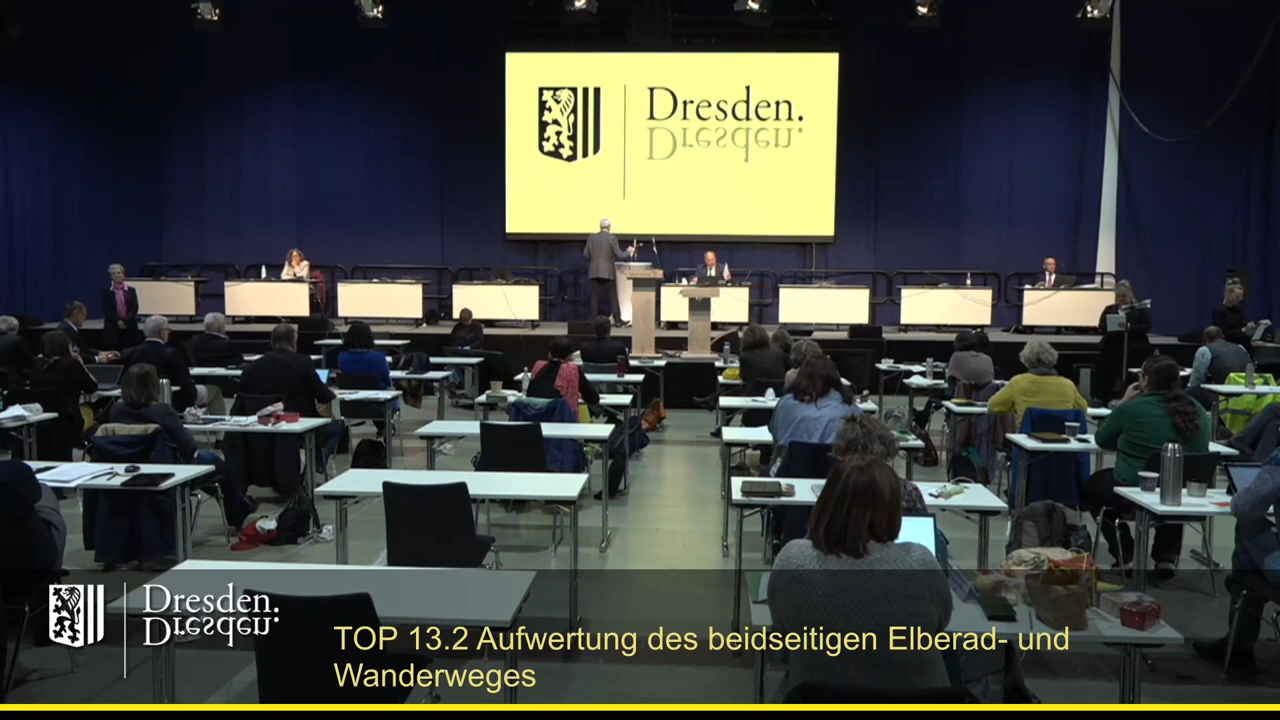 Dresden.
Dresden.
Dresden.
Dresden.
TOP 13.2 Aufwertung des beidseitigen Elberad- und
Wanderweges